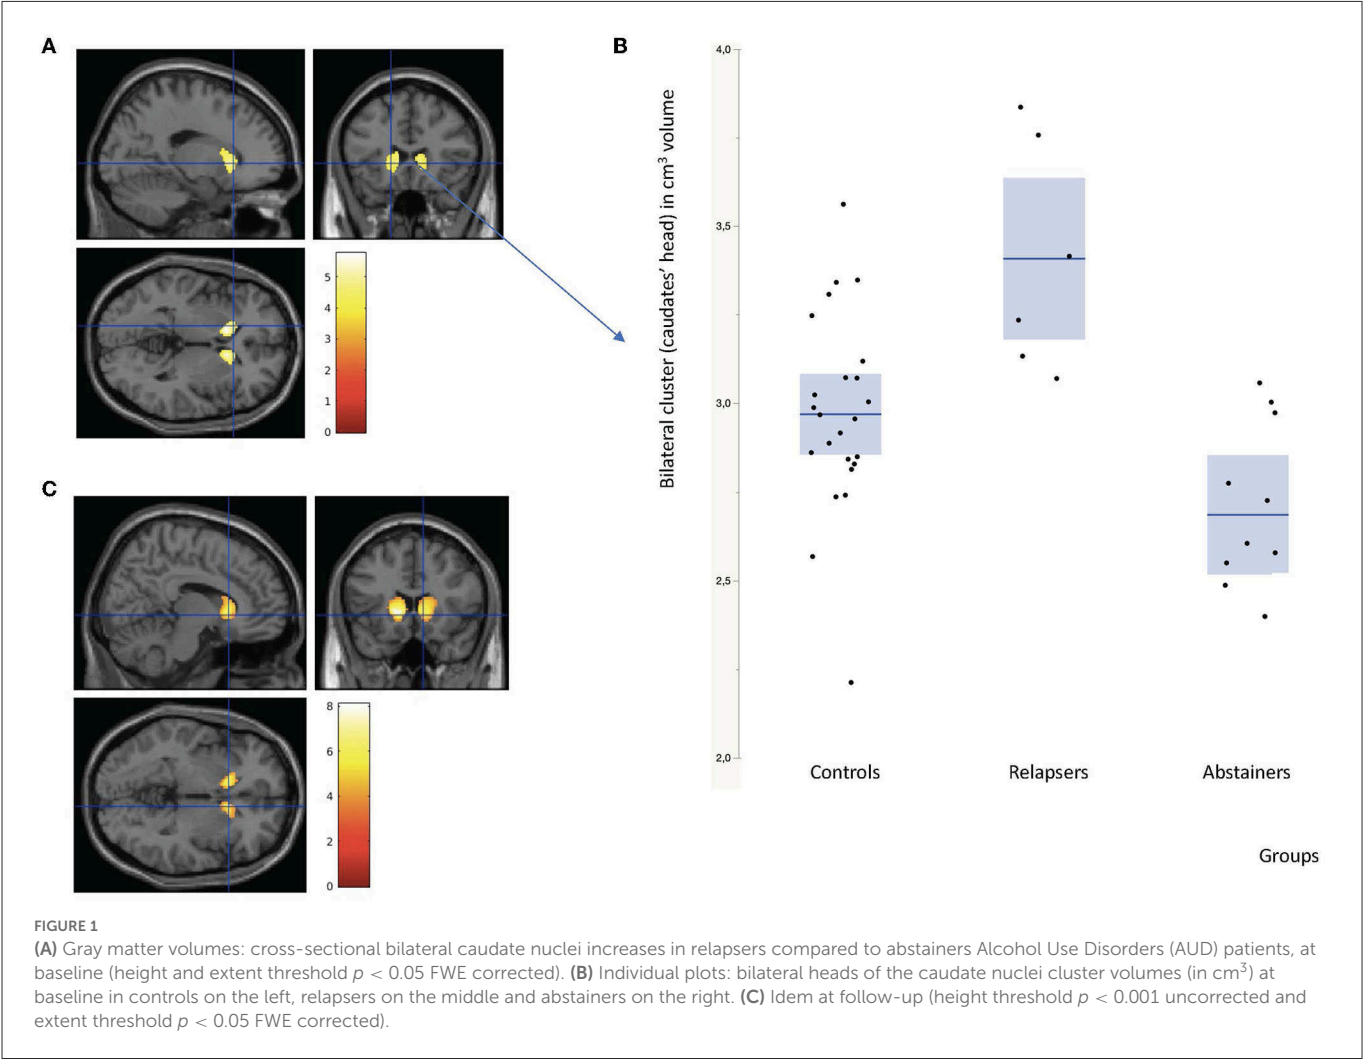 A
B
4,0
3,5
3,0
2,5
2,0
Bilateral cluster (caudates' head) in cm³ volume
Controls
Relapsers
Abstainers
Groups
5
4
3
2
1
0
C
8
6
4
2
0
FIGURE 1
(A) Gray matter volumes: cross-sectional bilateral caudate nuclei increases in relapsers compared to abstainers Alcohol Use Disorders (AUD) patients, at
baseline (height and extent threshold p < 0.05 FWE corrected). (B) Individual plots: bilateral heads of the caudate nuclei cluster volumes (in cm³) at
baseline in controls on the left, relapsers on the middle and abstainers on the right. (C) Idem at follow-up (height threshold p < 0.001 uncorrected and
extent threshold p < 0.05 FWE corrected).